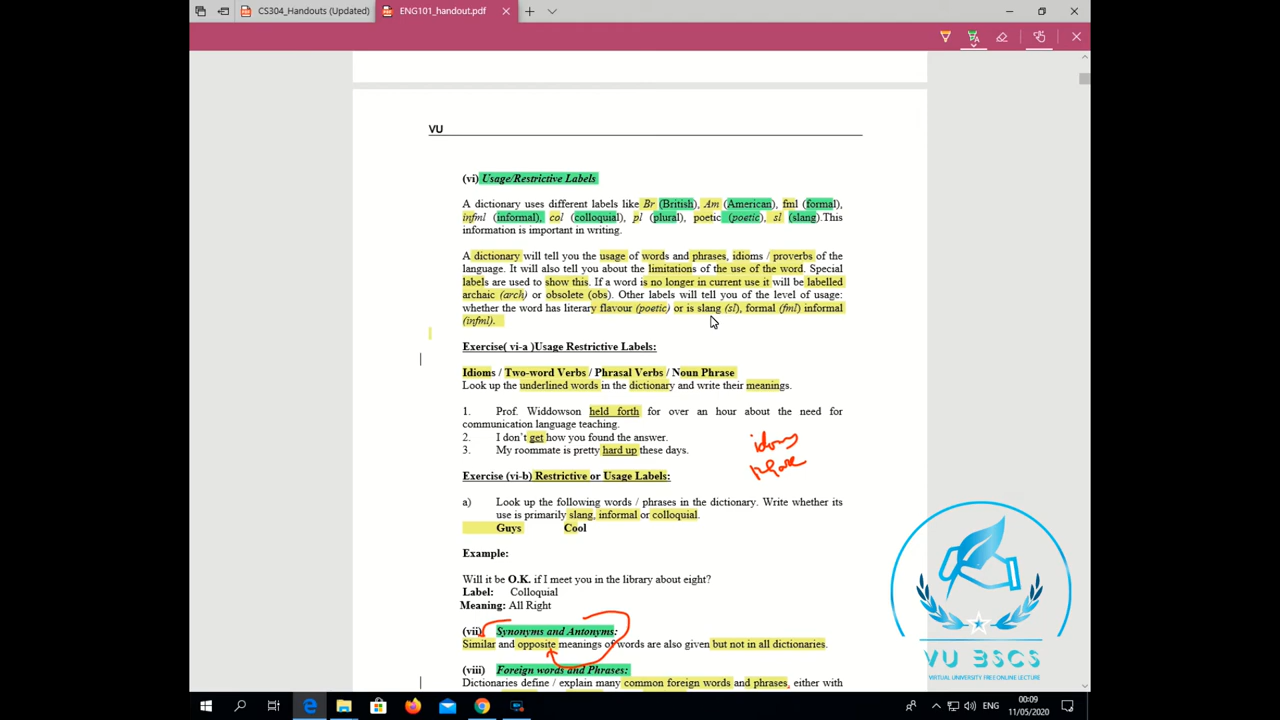 CS304_Handouts (Updated)
ENG101_handout.pdf
VU
(vi) Usage/Restrictive Labels
A dictionary uses different labels like Br (British), Am (American), fml (formal),
infml (informal), col (colloquial), pl (plural), poetic (poetic), sl (slang).This
information is important in writing.
A dictionary will tell you the usage of words and phrases, idioms / proverbs of the
language. It will also tell you about the limitations of the use of the word. Special
labels are used to show this. If a word is no longer in current use it will be labelled
archaic (arch) or obsolete (obs). Other labels will tell you of the level of usage:
whether the word has literary flavour (poetic) or is slang (sl), formal (fml) informal
(infml).
Exercise( vi-a )Usage Restrictive Labels:
Idioms / Two-word Verbs / Phrasal Verbs / Noun Phrase
Look up the underlined words in the dictionary and write their meanings.
1. Prof. Widdowson held forth for over an hour about the need for
communication language teaching.
2. I don't get how you found the answer.
3. My roommate is pretty hard up these days.
idoms
phrase
Exercise (vi-b) Restrictive or Usage Labels:
a) Look up the following words / phrases in the dictionary. Write whether its
use is primarily slang, informal or colloquial.
Guys Cool
Example:
Will it be O.K. if I meet you in the library about eight?
Label: Colloquial
Meaning: All Right
(vii) Synonyms and Antonyms:
Similar and opposite meanings of words are also given but not in all dictionaries.
(viii) Foreign words and Phrases:
Dictionaries define / explain many common foreign words and phrases, either with
VU BSCS
VIRTUAL UNIVERSITY FREE ONLINE LECTURE
ENG
00:09
11/05/2020